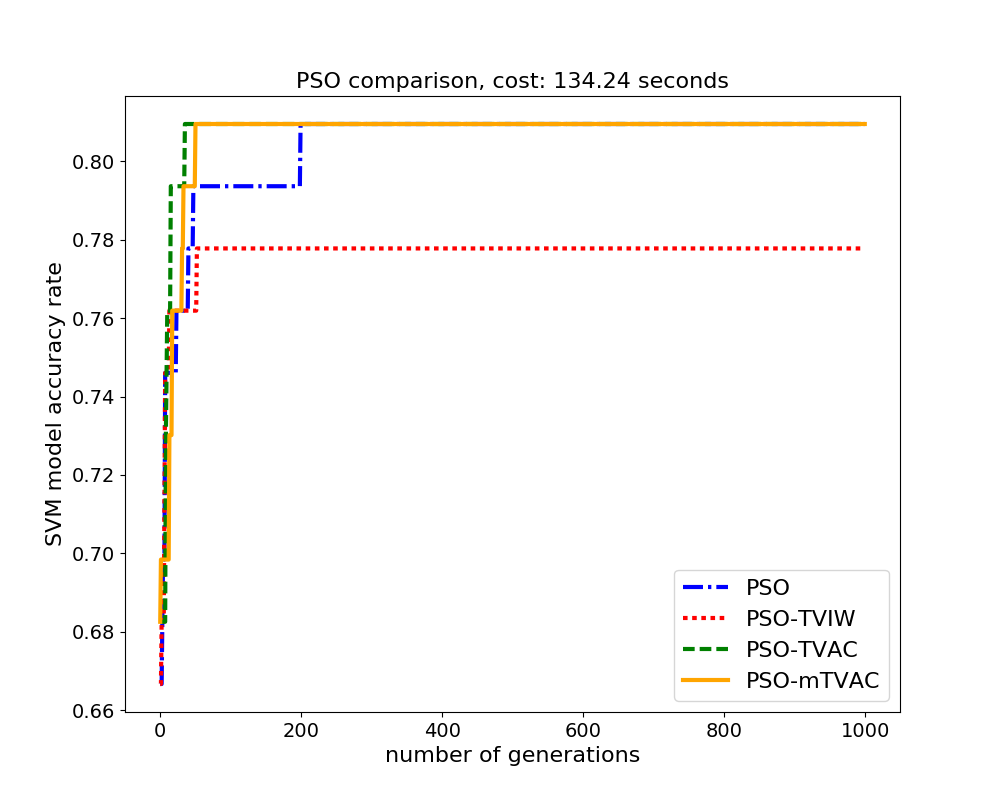 PSO comparison, cost: 134.24 seconds
SVM model accuracy rate
0.80
0.78
0.76
0.74
0.72
0.70
0.68
0.66
0 200 400 600 800 1000
number of generations
PSO
PSO-TVIW
PSO-TVAC
PSO-mTVAC